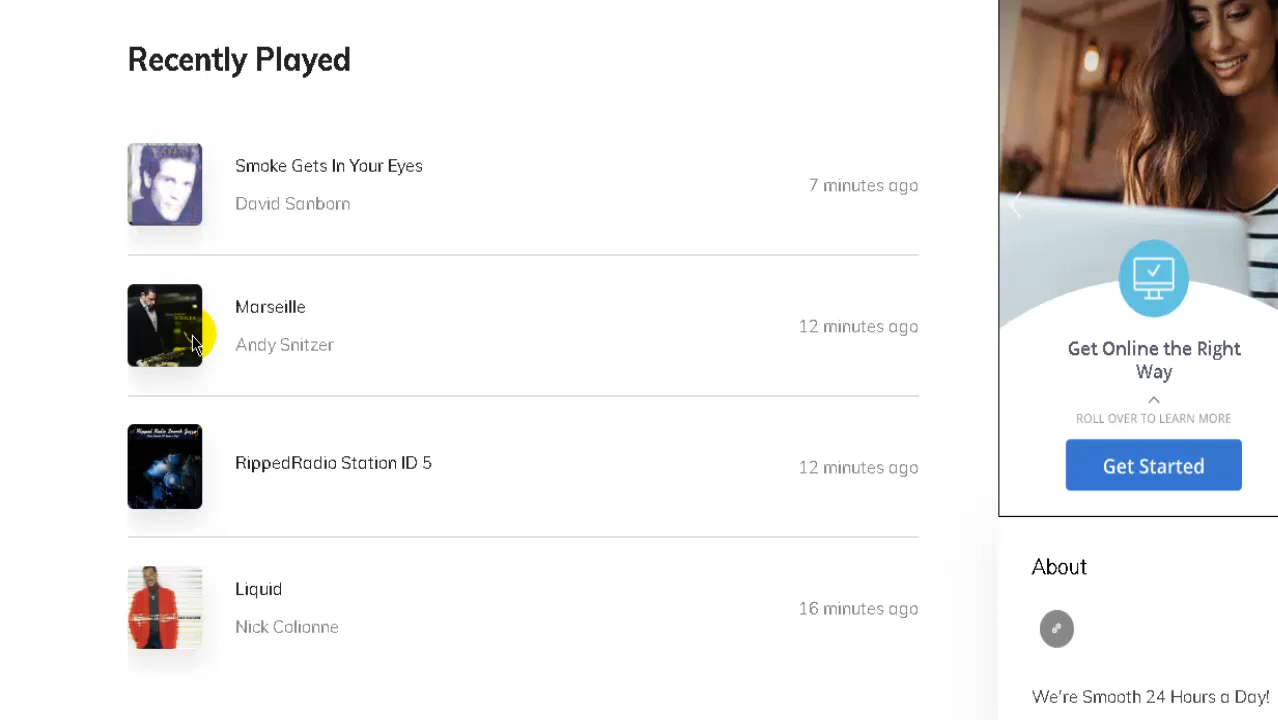 Recently Played
Smoke Gets In Your Eyes
David Sanborn
7 minutes ago
Marseille
Andy Snitzer
12 minutes ago
RippedRadio Station ID 5
12 minutes ago
Liquid
Nick Colionne
16 minutes ago
Get Online the Right
Way
ROLL OVER TO LEARN MORE
Get Started
About
We're Smooth 24 Hours a Day!